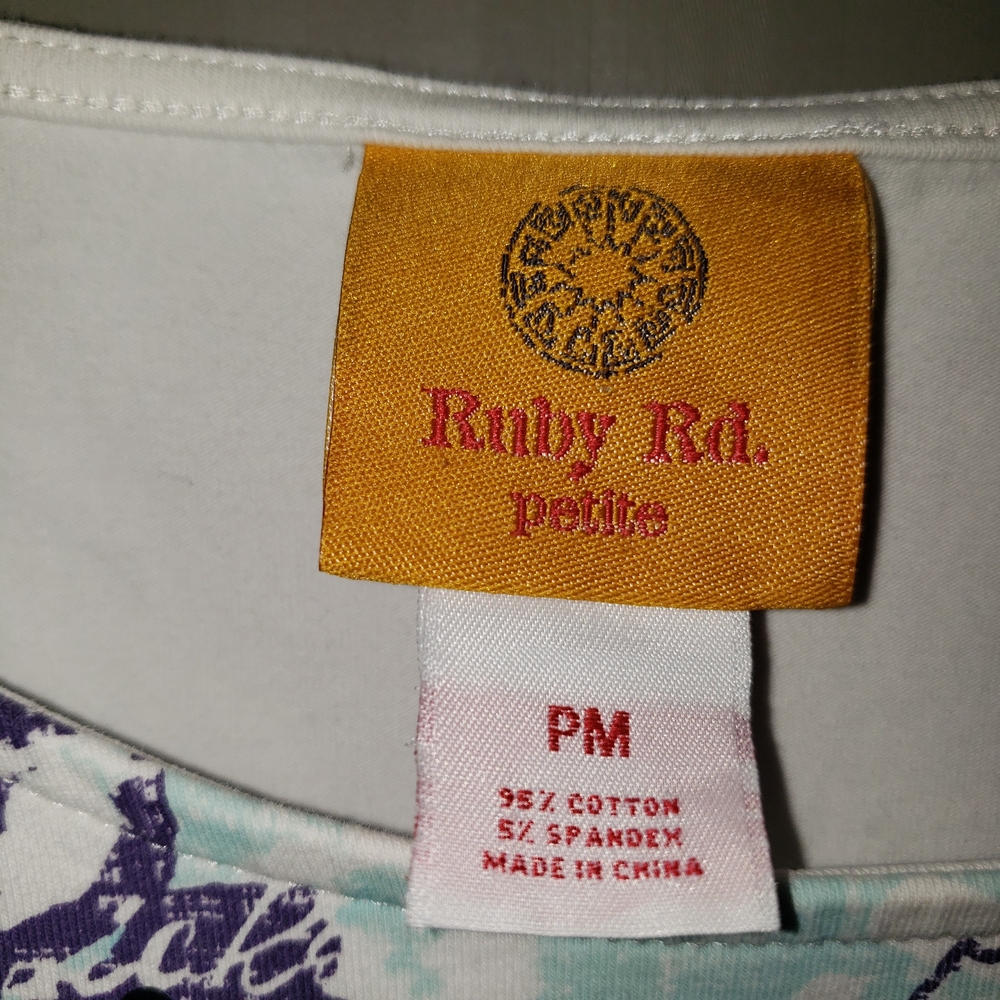 Ruby Rd.
petite
PM
95% COTTON
5% SPANDEX
MADE IN CHINA